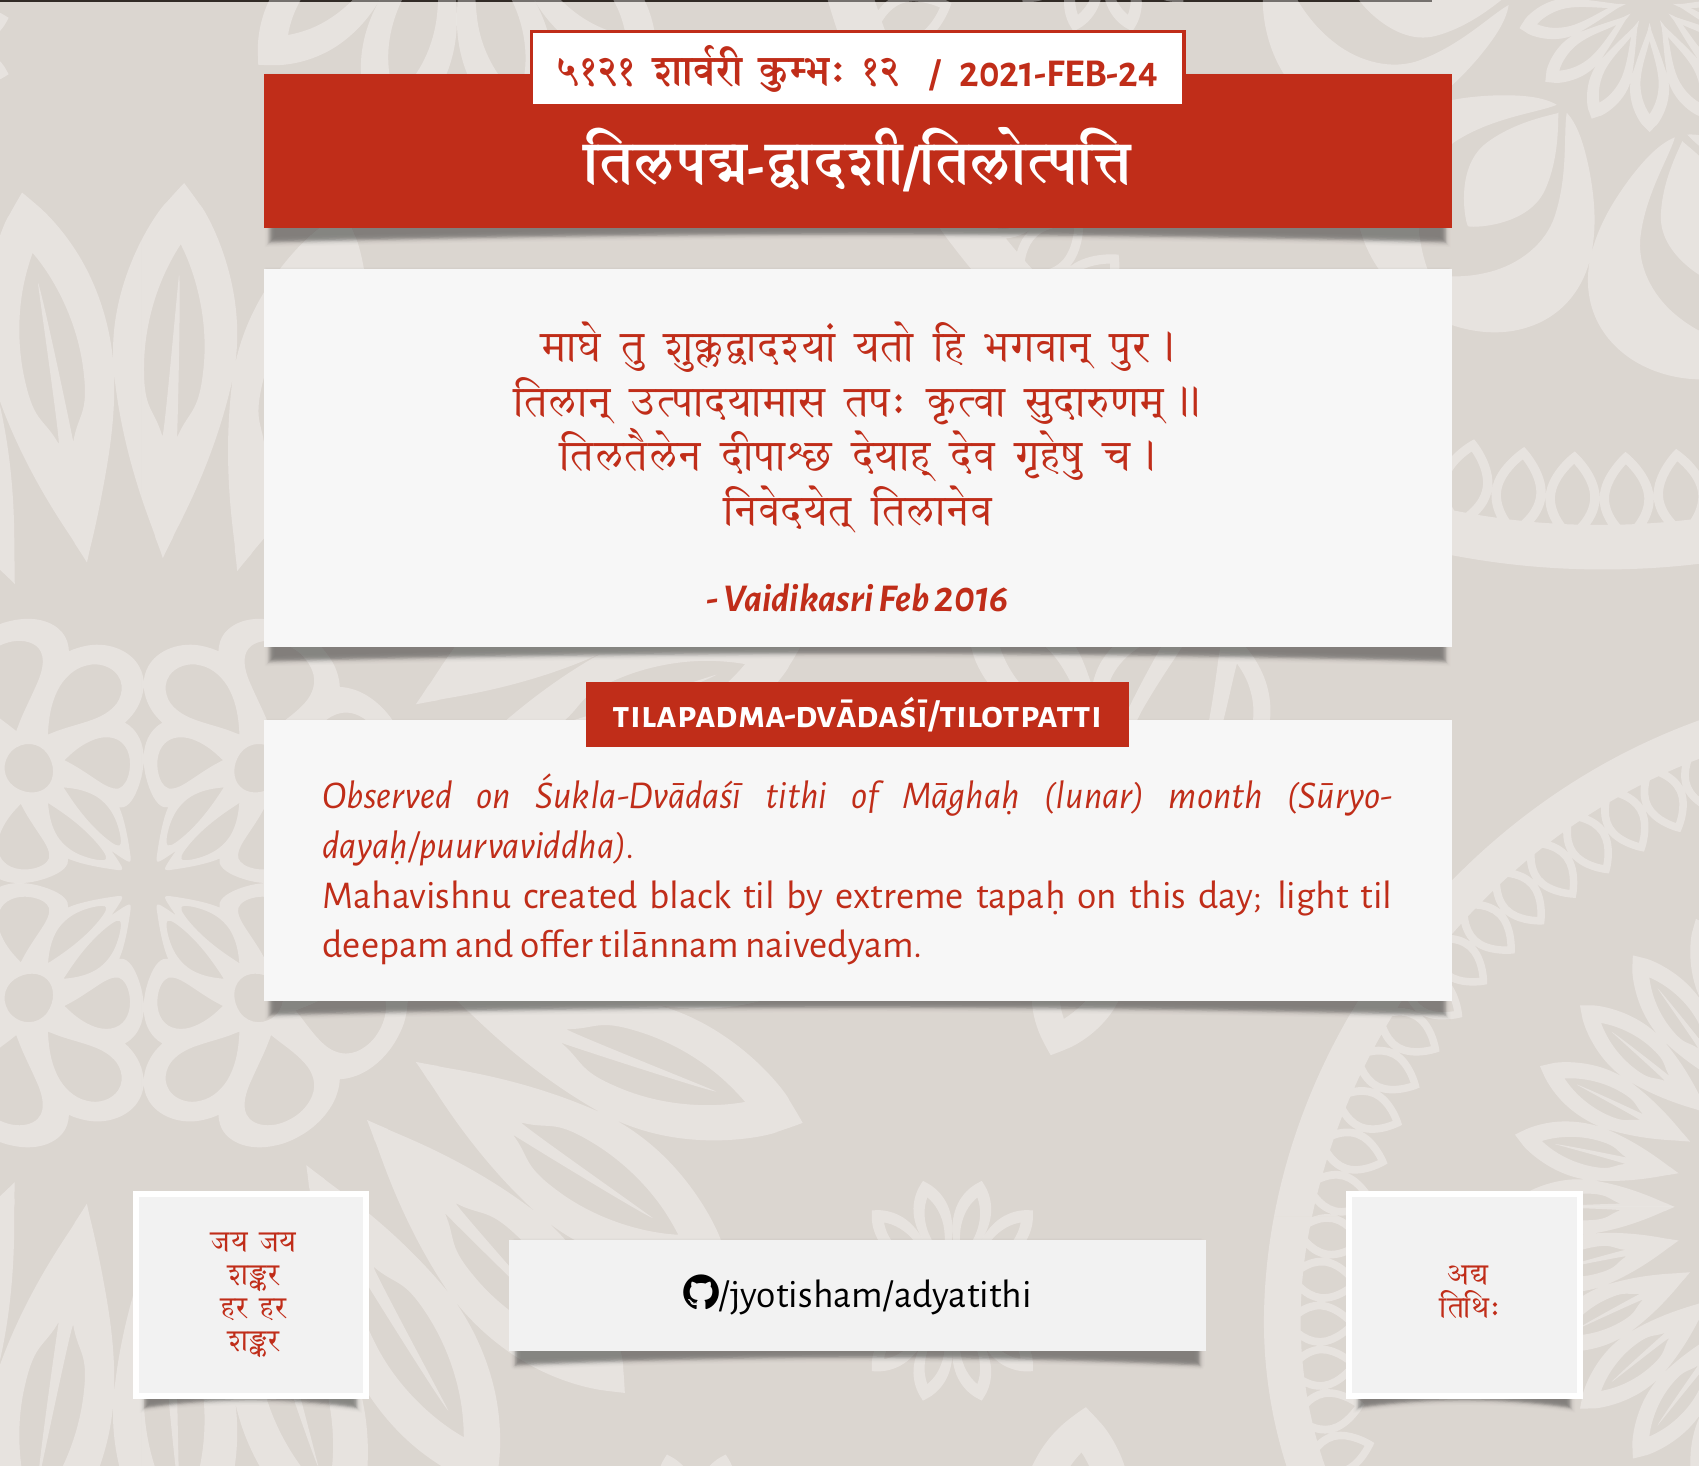 ५१२१ शार्वरी कुम्भः १२ / 2021-FEB-24
तिलपद्म-द्वादशी/तिलोत्पत्ति
माघे तु शुक्लद्वादश्यां यतो हि भगवान् पुर।
तिलान् उत्पादयामास तपः कृत्वा सुदारुणम्॥
तिलतैलेन दीपाश्छ देयाह् देव गृहेषु च।
निवेदयेत् तिलानेव
- Vaidikasri Feb 2016
TILAPADMA-DVĀDAŚĪ/TILOTPATTI
Observed on Śukla-Dvādaśī tithi of Māghaḥ (lunar) month (Sūryo-
dayaḥ/puurvaviddha).
Mahavishnu created black til by extreme tapaḥ on this day; light til
deepam and offer tilānnam naivedyam.
जय जय
शङ्कर
हर हर
शङ्कर
/jyotisham/adyatithi
अद्य
तिथिः